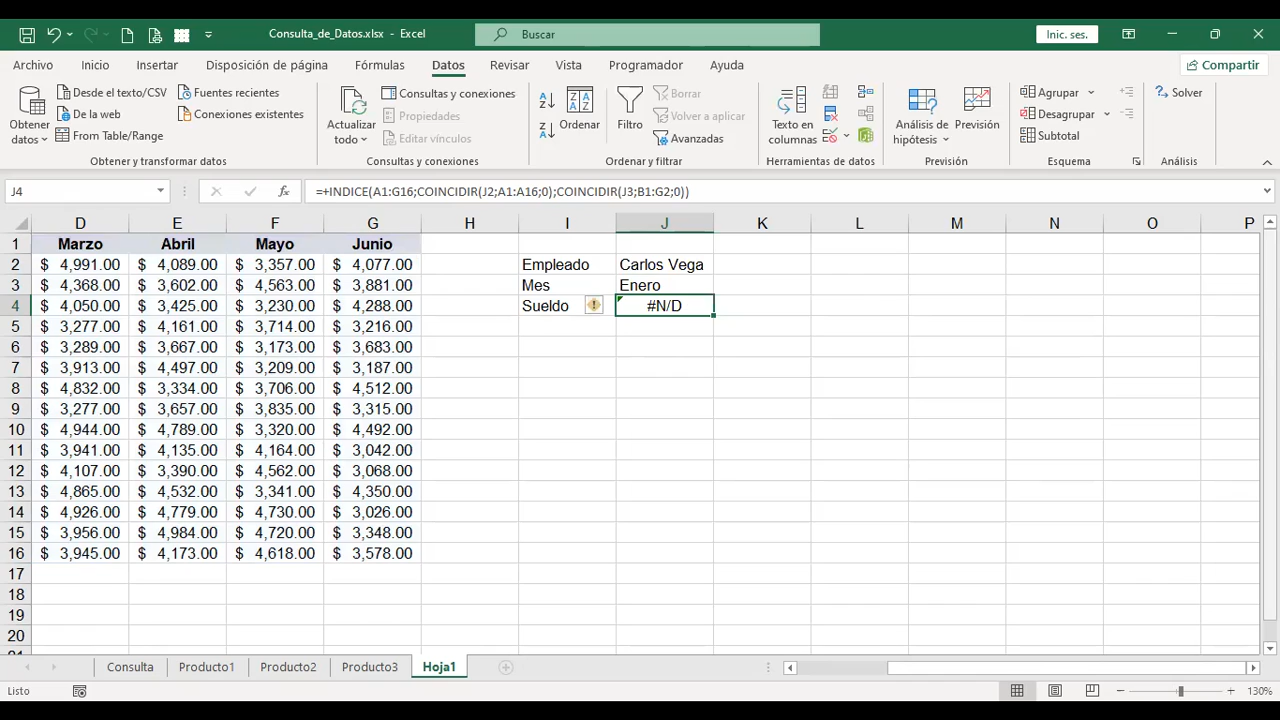 Consulta_de_Datos.xlsx - Excel
Buscar
Inic. ses.
Archivo Inicio Insertar Disposición de página Fórmulas Datos Revisar Vista Programador Ayuda Compartir
Obtener datos
Desde el texto/CSV
De la web
From Table/Range
Fuentes recientes
Conexiones existentes
Obtener y transformar datos
Actualizar todo
Consultas y conexiones
Propiedades
Editar vínculos
Consultas y conexiones
Ordenar
Filtro
Borrar
Volver a aplicar
Avanzadas
Ordenar y filtrar
Texto en columnas
Herramientas de datos
Análisis de hipótesis
Previsión
Previsión
Agrupar
Desagrupar
Subtotal
Esquema
Solver
Análisis
J4 fx =+INDICE(A1:G16;COINCIDIR(J2;A1:A16;0);COINCIDIR(J3;B1:G2;0))
D E F G H I J K L M N O P
1 Marzo Abril Mayo Junio
2 $ 4,991.00 $ 4,089.00 $ 3,357.00 $ 4,077.00 Empleado Carlos Vega
3 $ 4,368.00 $ 3,602.00 $ 4,563.00 $ 3,881.00 Mes Enero
4 $ 4,050.00 $ 3,425.00 $ 3,230.00 $ 4,288.00 Sueldo #N/D
5 $ 3,277.00 $ 4,161.00 $ 3,714.00 $ 3,216.00
6 $ 3,289.00 $ 3,667.00 $ 3,173.00 $ 3,683.00
7 $ 3,913.00 $ 4,497.00 $ 3,209.00 $ 3,187.00
8 $ 4,832.00 $ 3,334.00 $ 3,706.00 $ 4,512.00
9 $ 3,277.00 $ 3,657.00 $ 3,835.00 $ 3,315.00
10 $ 4,944.00 $ 4,789.00 $ 3,320.00 $ 4,492.00
11 $ 3,941.00 $ 4,135.00 $ 4,164.00 $ 3,042.00
12 $ 4,107.00 $ 3,390.00 $ 4,562.00 $ 3,068.00
13 $ 4,865.00 $ 4,532.00 $ 3,341.00 $ 4,350.00
14 $ 4,926.00 $ 4,779.00 $ 4,730.00 $ 3,026.00
15 $ 3,956.00 $ 4,984.00 $ 4,720.00 $ 3,348.00
16 $ 3,945.00 $ 4,173.00 $ 4,618.00 $ 3,578.00
17
18
19
20
21
Consulta Producto1 Producto2 Producto3 Hoja1
Listo 130%